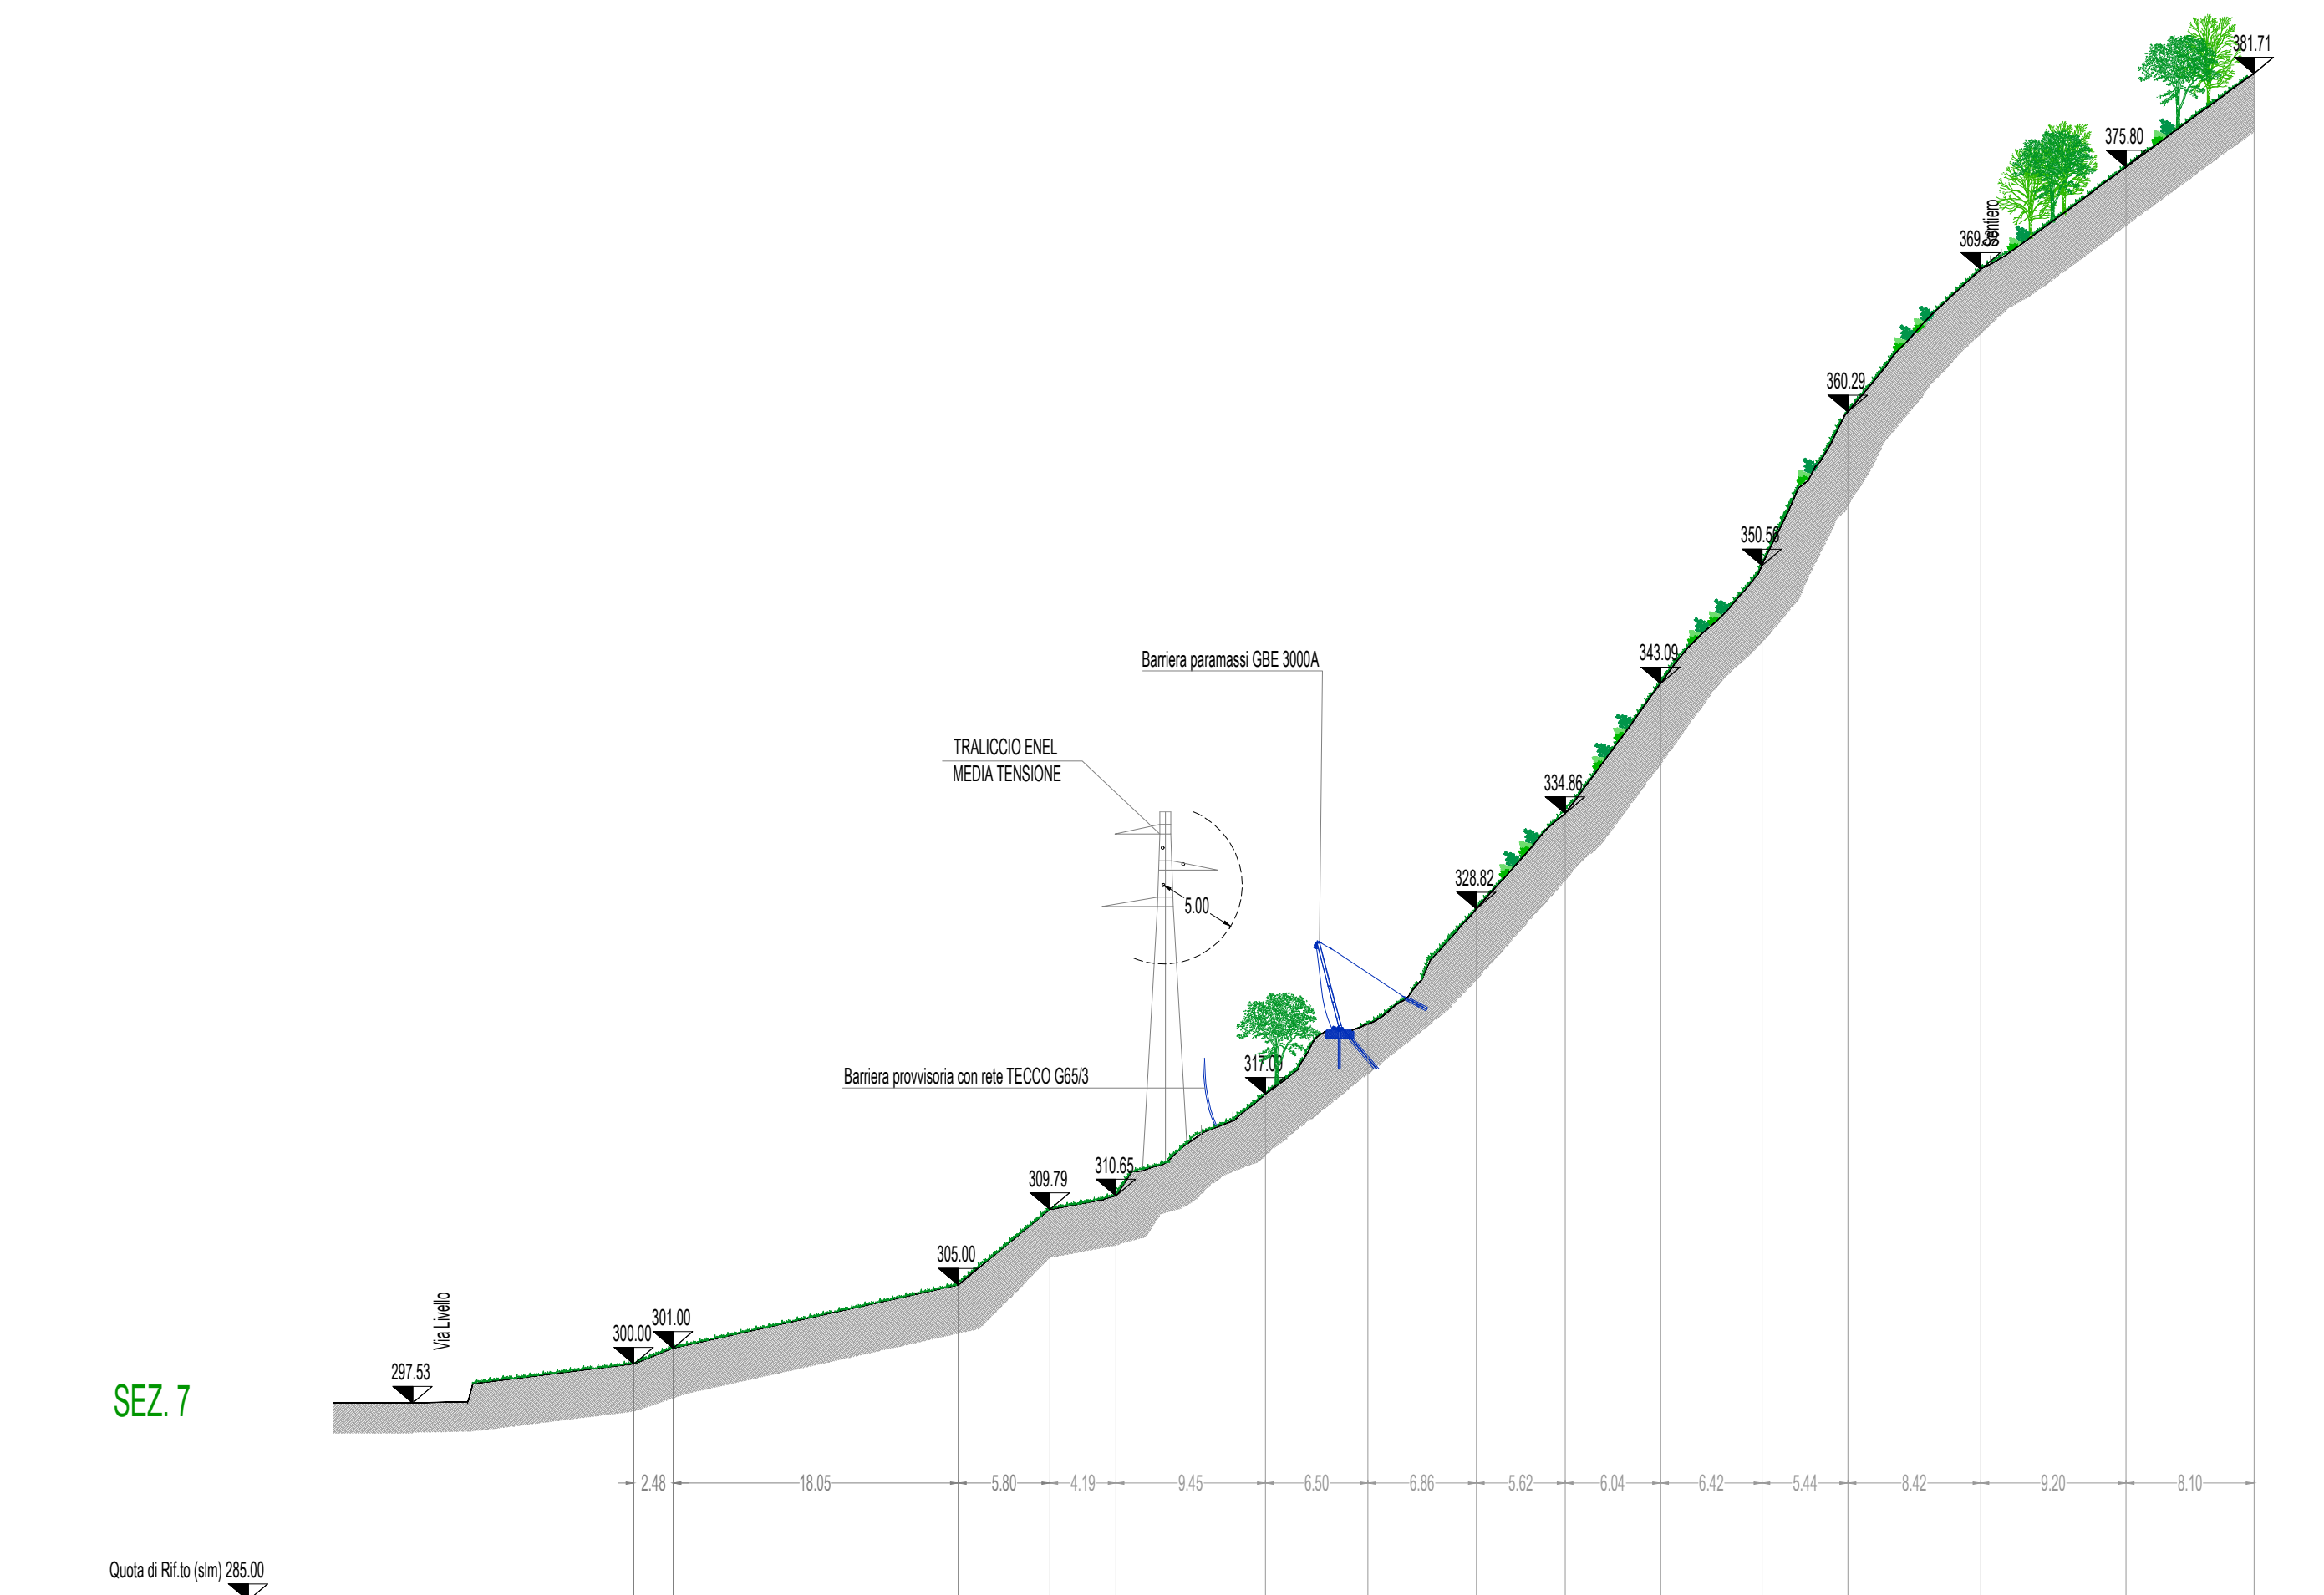 381.71
375.80
Sentiero
369.38
360.29
350.56
343.09
Barriera paramassi GBE 3000A
TRALICCIO ENEL
MEDIA TENSIONE
334.86
328.82
5.00
317.09
Barriera provvisoria con rete TECCO G65/3
310.65
309.79
305.00
Via Livello
301.00
300.00
297.53
SEZ. 7
2.48 18.05 5.80 4.19 9.45 6.50 6.86 5.62 6.04 6.42 5.44 8.42 9.20 8.10
Quota di Rif.to (slm) 285.00